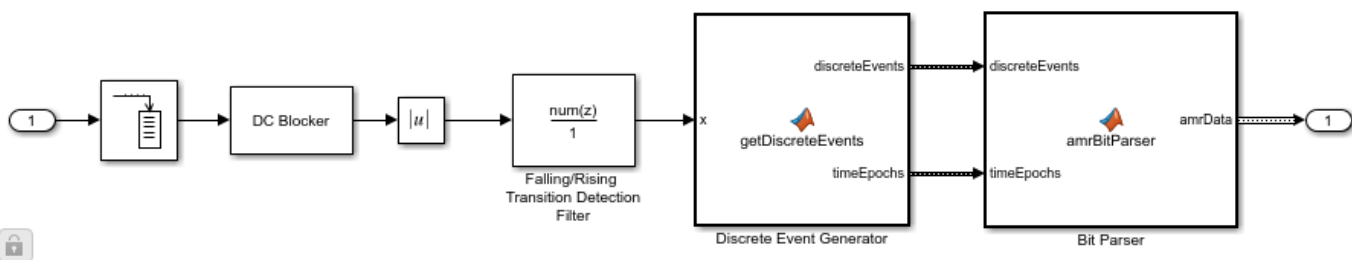 1
DC Blocker
|u|
num(z)
1
Falling/Rising
Transition Detection
Filter
x
discreteEvents
getDiscreteEvents
timeEpochs
Discrete Event Generator
discreteEvents
amrBitParser
timeEpochs
amrData
Bit Parser
1